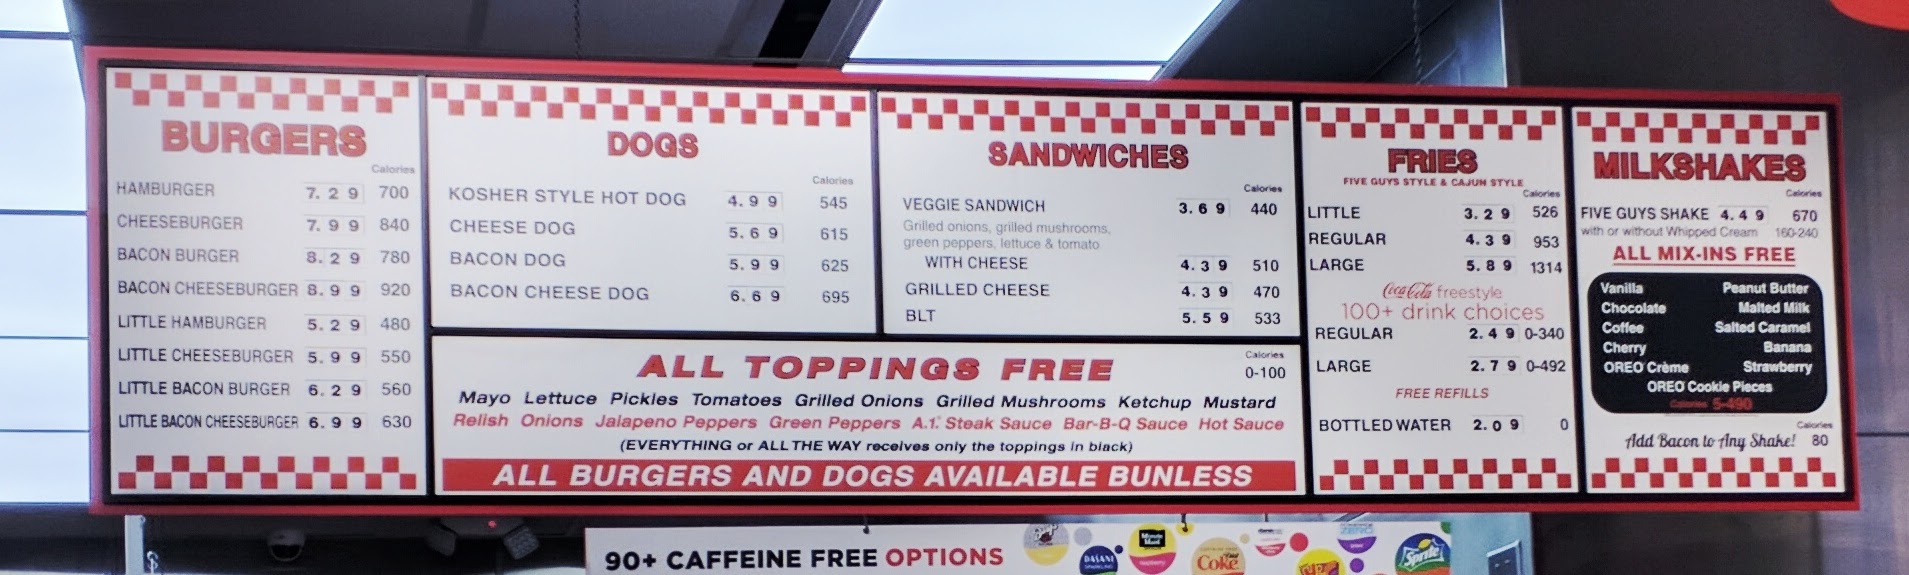 BURGERS
Calories
HAMBURGER 7.29 700
CHEESEBURGER 7.99 840
BACON BURGER 8.29 780
BACON CHEESEBURGER 8.99 920
LITTLE HAMBURGER 5.29 480
LITTLE CHEESEBURGER 5.99 550
LITTLE BACON BURGER 6.29 560
LITTLE BACON CHEESEBURGER 6.99 630
DOGS
Calories
KOSHER STYLE HOT DOG 4.99 545
CHEESE DOG 5.69 615
BACON DOG 5.99 625
BACON CHEESE DOG 6.69 695
SANDWICHES
Calories
VEGGIE SANDWICH 3.69 440
Grilled onions, grilled mushrooms,
green peppers, lettuce & tomato
WITH CHEESE 4.39 510
GRILLED CHEESE 4.39 470
BLT 5.59 533
ALL TOPPINGS FREE
Calories
0-100
Mayo Lettuce Pickles Tomatoes Grilled Onions Grilled Mushrooms Ketchup Mustard
Relish Onions Jalapeno Peppers Green Peppers A.1. Steak Sauce Bar-B-Q Sauce Hot Sauce
(EVERYTHING or ALL THE WAY receives only the toppings in black)
ALL BURGERS AND DOGS AVAILABLE BUNLESS
FRIES
FIVE GUYS STYLE & CAJUN STYLE
Calories
LITTLE 3.29 526
REGULAR 4.39 953
LARGE 5.89 1314
Coca-Cola freestyle
100+ drink choices
REGULAR 2.49 0-340
LARGE 2.79 0-492
FREE REFILLS
BOTTLED WATER 2.09 0
MILKSHAKES
Calories
FIVE GUYS SHAKE 4.49 670
with or without Whipped Cream 160-240
ALL MIX-INS FREE
Vanilla Peanut Butter
Chocolate Malted Milk
Coffee Salted Caramel
Cherry Banana
OREO Crème Strawberry
OREO Cookie Pieces
Calories 5-490
Calories
Add Bacon to Any Shake! 80
90+ CAFFEINE FREE OPTIONS
DASANI
Minute Maid
Coke
Sprite